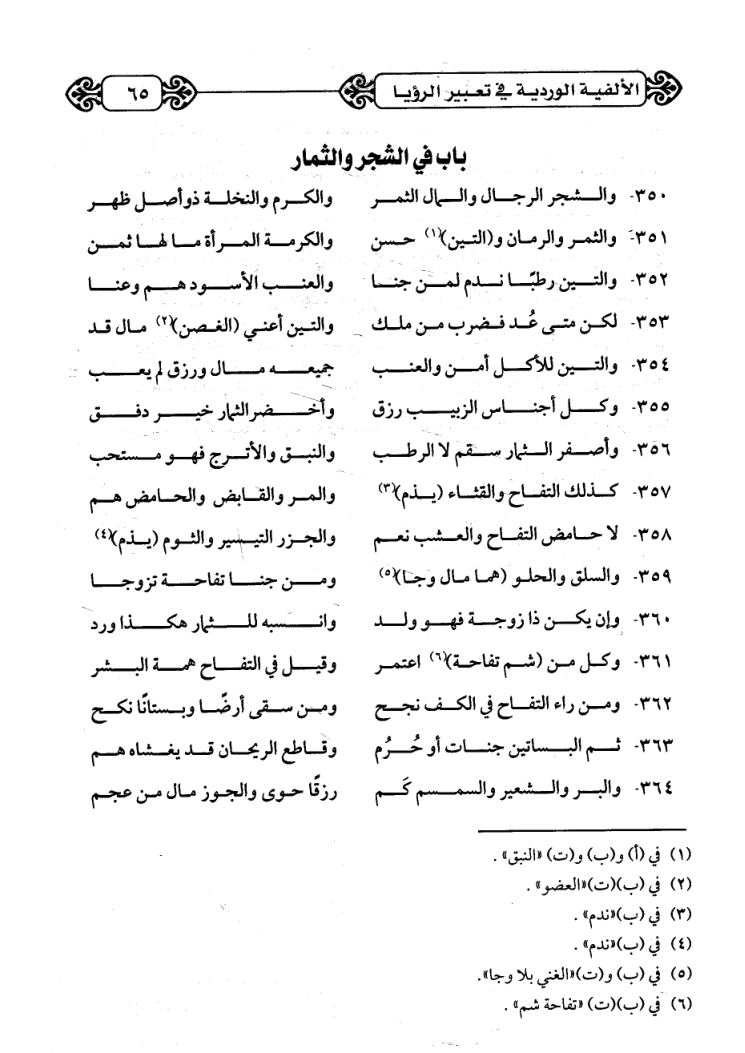 الألفية الوردية في تعبير الرؤيا ٦٥
باب في الشجر والثمار
٣٥٠- والشجر الرجال والمال الثمر والكرم والنخلة ذو أصل ظهر
٣٥١- والثمر والرمان و(التين)(١) حسن والكرمة المرأة ما لها ثمن
٣٥٢- والتين رطبًا ندم لمن جنا والعنب الأسود هم وعنا
٣٥٣- لكن متى عُد فضرب من ملك والتين أعني (الغصن)(٢) مال قد
٣٥٤- والتين للأكل أمن والعنب جميعه مال ورزق لم يعب
٣٥٥- وكل أجناس الزبيب رزق وأخضر الثمار خير دفق
٣٥٦- وأصفر الثمار سقم لا الرطب والنبق والأترج فهو مستحب
٣٥٧- كذلك التفاح والقثاء (يذم)(٣) والمر والقابض والحامض هم
٣٥٨- لا حامض التفاح والعشب نعم والجزر التيسير والثوم (يذم)(٤)
٣٥٩- والسلق والحلو (هما مال وجا)(٥) ومن جنا تفاحة تزوجا
٣٦٠- وإن يكن ذا زوجة فهو ولد وانسبه للثمار هكذا ورد
٣٦١- وكل من (شم تفاحة)(٦) اعتمر وقيل في التفاح همة البشر
٣٦٢- ومن راء التفاح في الكف نجح ومن سقى أرضًا وبستانًا نكح
٣٦٣- ثم البساتين جنات أو حُرُم وقاطع الريحان قد يغشاه هم
٣٦٤- والبر والشعير والسمسم كَم رزقًا حوى والجوز مال من عجم
(١) في (أ) و(ب) و(ت) «النبق» .
(٢) في (ب)(ت)«العضو» .
(٣) في (ب)«ندم» .
(٤) في (ب)«ندم» .
(٥) في (ب) و(ت)«الغني بلا وجا».
(٦) في (ب)(ت) «تفاحة شم» .